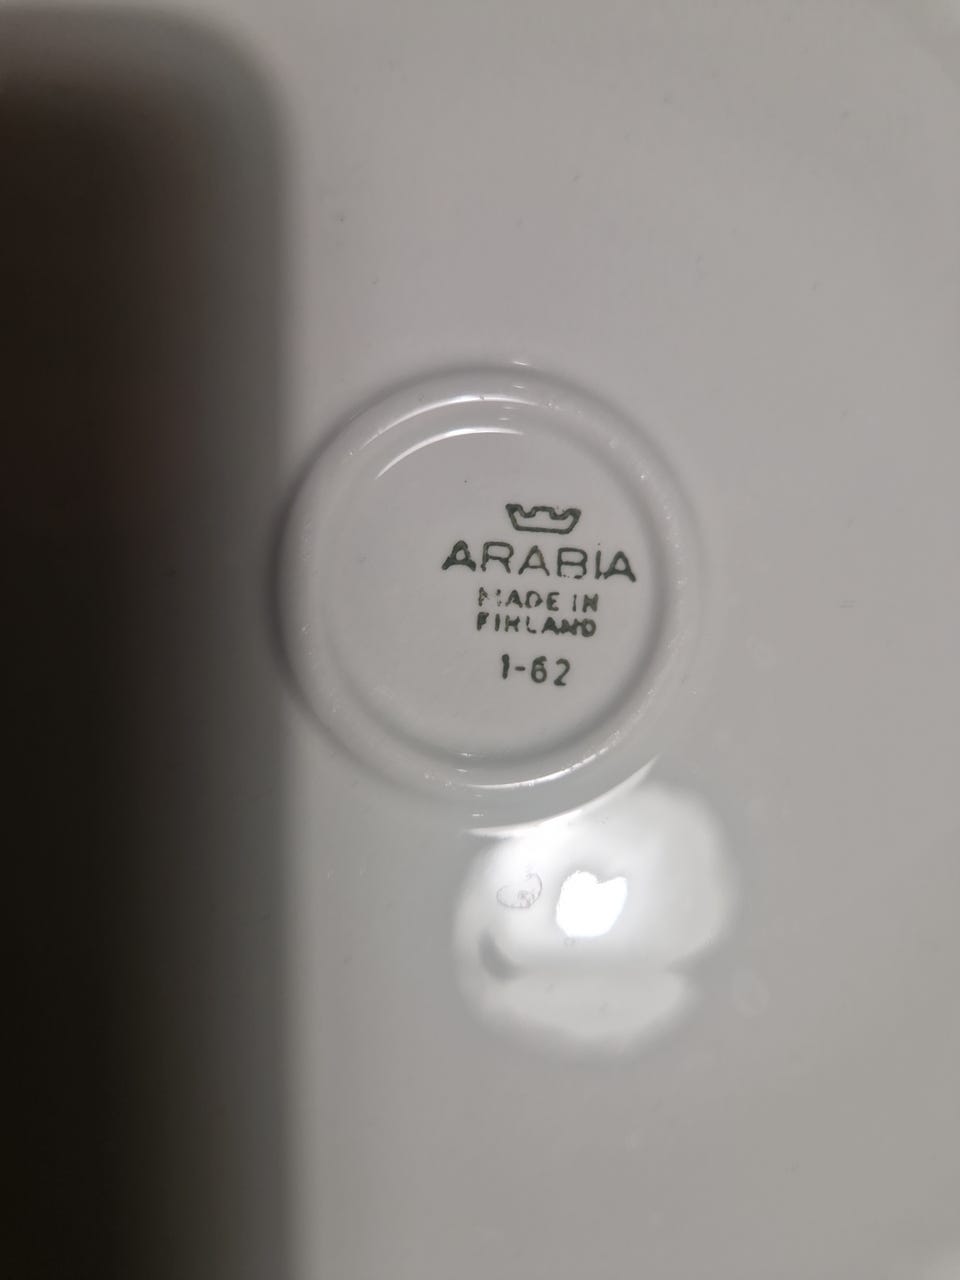 ARABIA
MADE IN
FINLAND
1-62